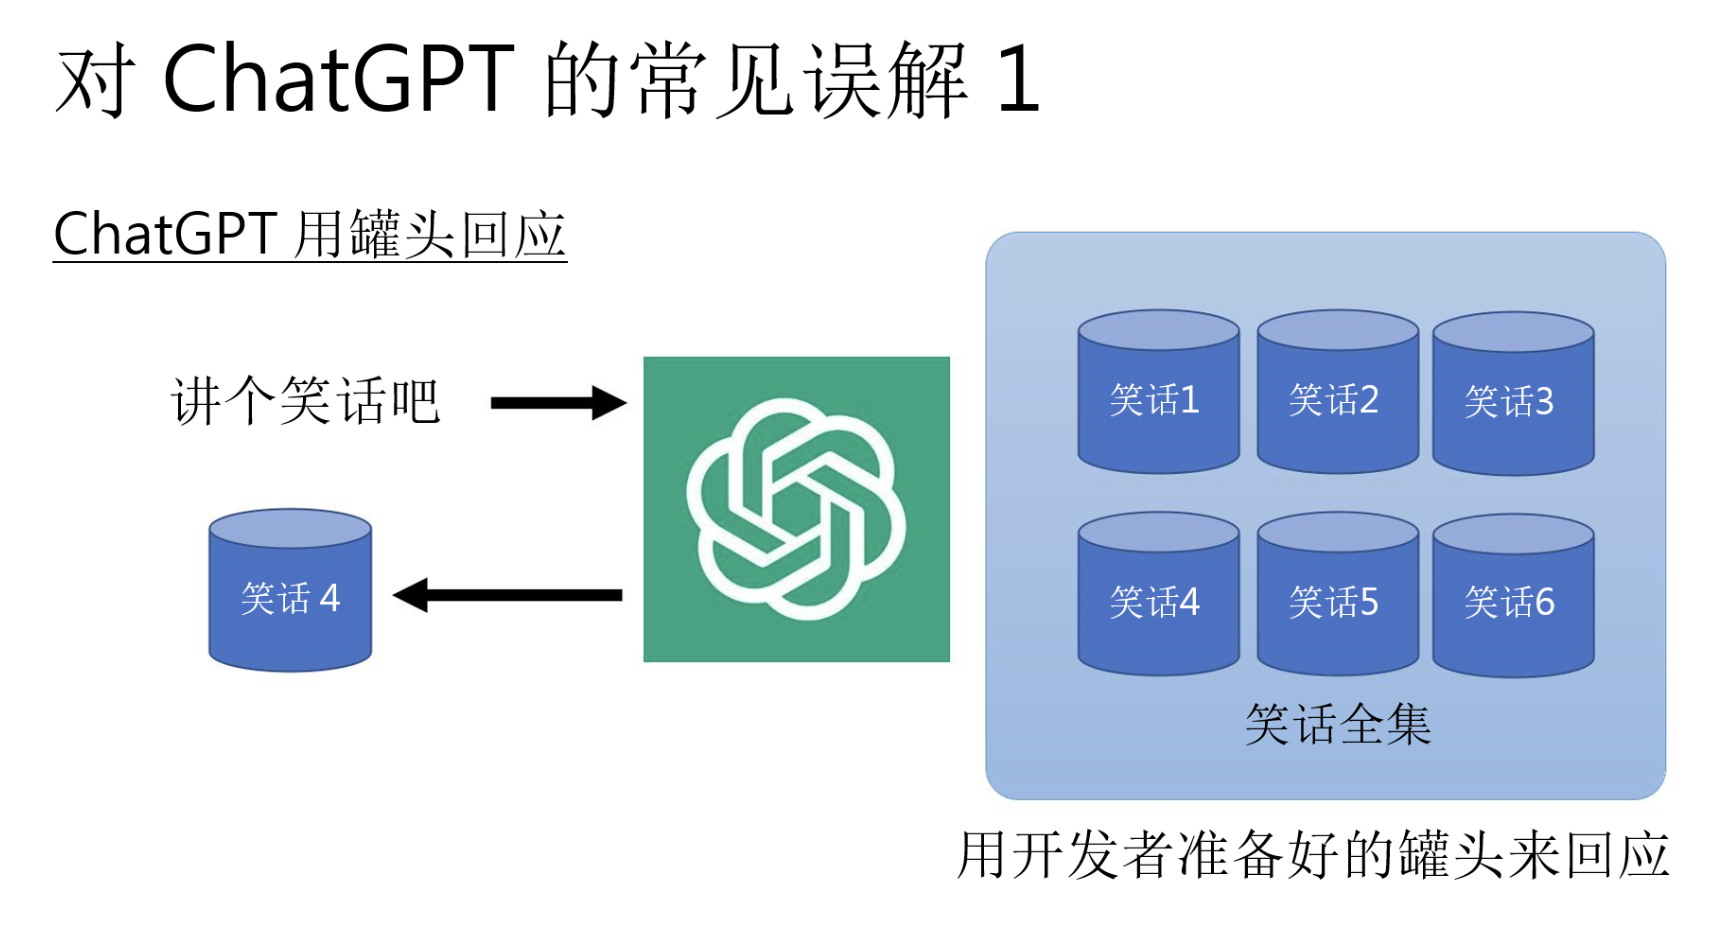 对 ChatGPT 的常见误解 1
ChatGPT 用罐头回应
讲个笑话吧
笑话 4
笑话1
笑话2
笑话3
笑话4
笑话5
笑话6
笑话全集
用开发者准备好的罐头来回应